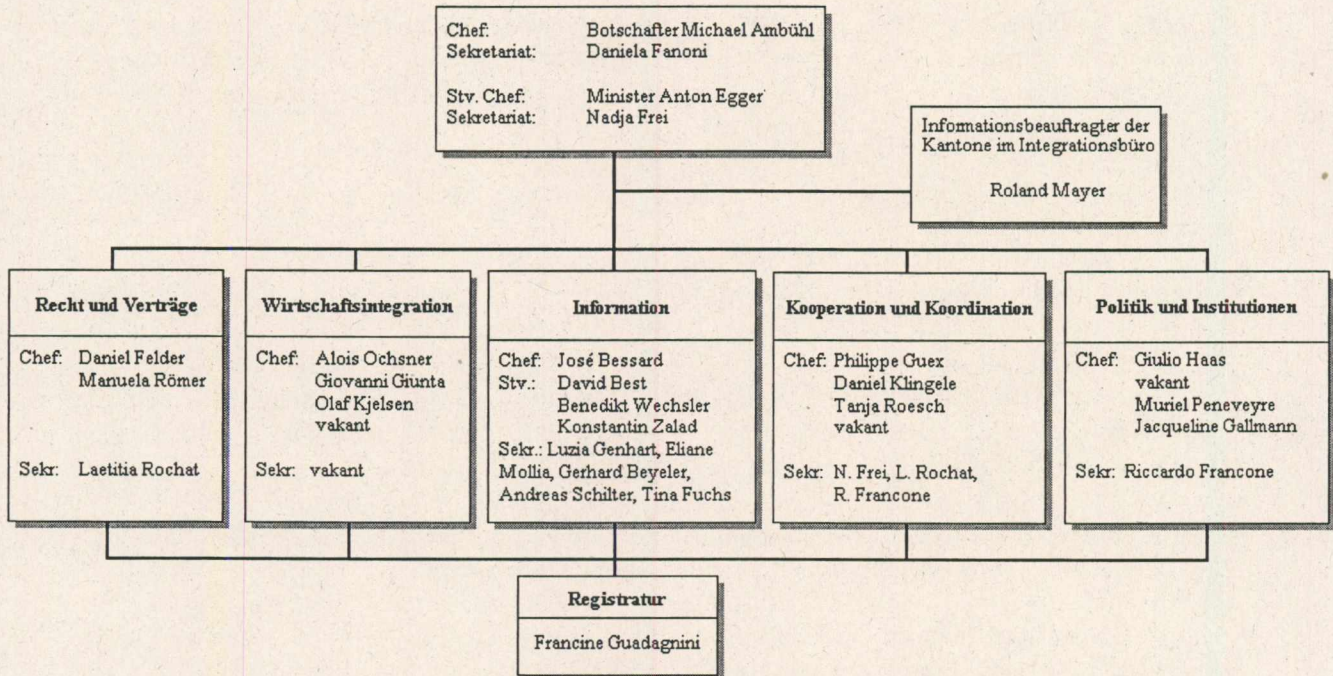 Chef: Botschafter Michael Ambühl
Sekretariat: Daniela Fanoni
Stv. Chef: Minister Anton Egger
Sekretariat: Nadja Frei
Informationsbeauftragter der
Kantone im Integrationsbüro
Roland Mayer
Recht und Verträge
Chef: Daniel Felder
Manuela Römer
Sekr: Laetitia Rochat
Wirtschaftsintegration
Chef: Alois Ochsner
Giovanni Giunta
Olaf Kjelsen
vakant
Sekr: vakant
Information
Chef: José Bessard
Stv.: David Best
Benedikt Wechsler
Konstantin Zalad
Sekr.: Luzia Genhart, Eliane
Mollia, Gerhard Beyeler,
Andreas Schilter, Tina Fuchs
Kooperation und Koordination
Chef: Philippe Guex
Daniel Klingele
Tanja Roesch
vakant
Sekr: N. Frei, L. Rochat,
R. Francone
Politik und Institutionen
Chef: Giulio Haas
vakant
Muriel Peneveyre
Jacqueline Gallmann
Sekr: Riccardo Francone
Registratur
Francine Guadagnini